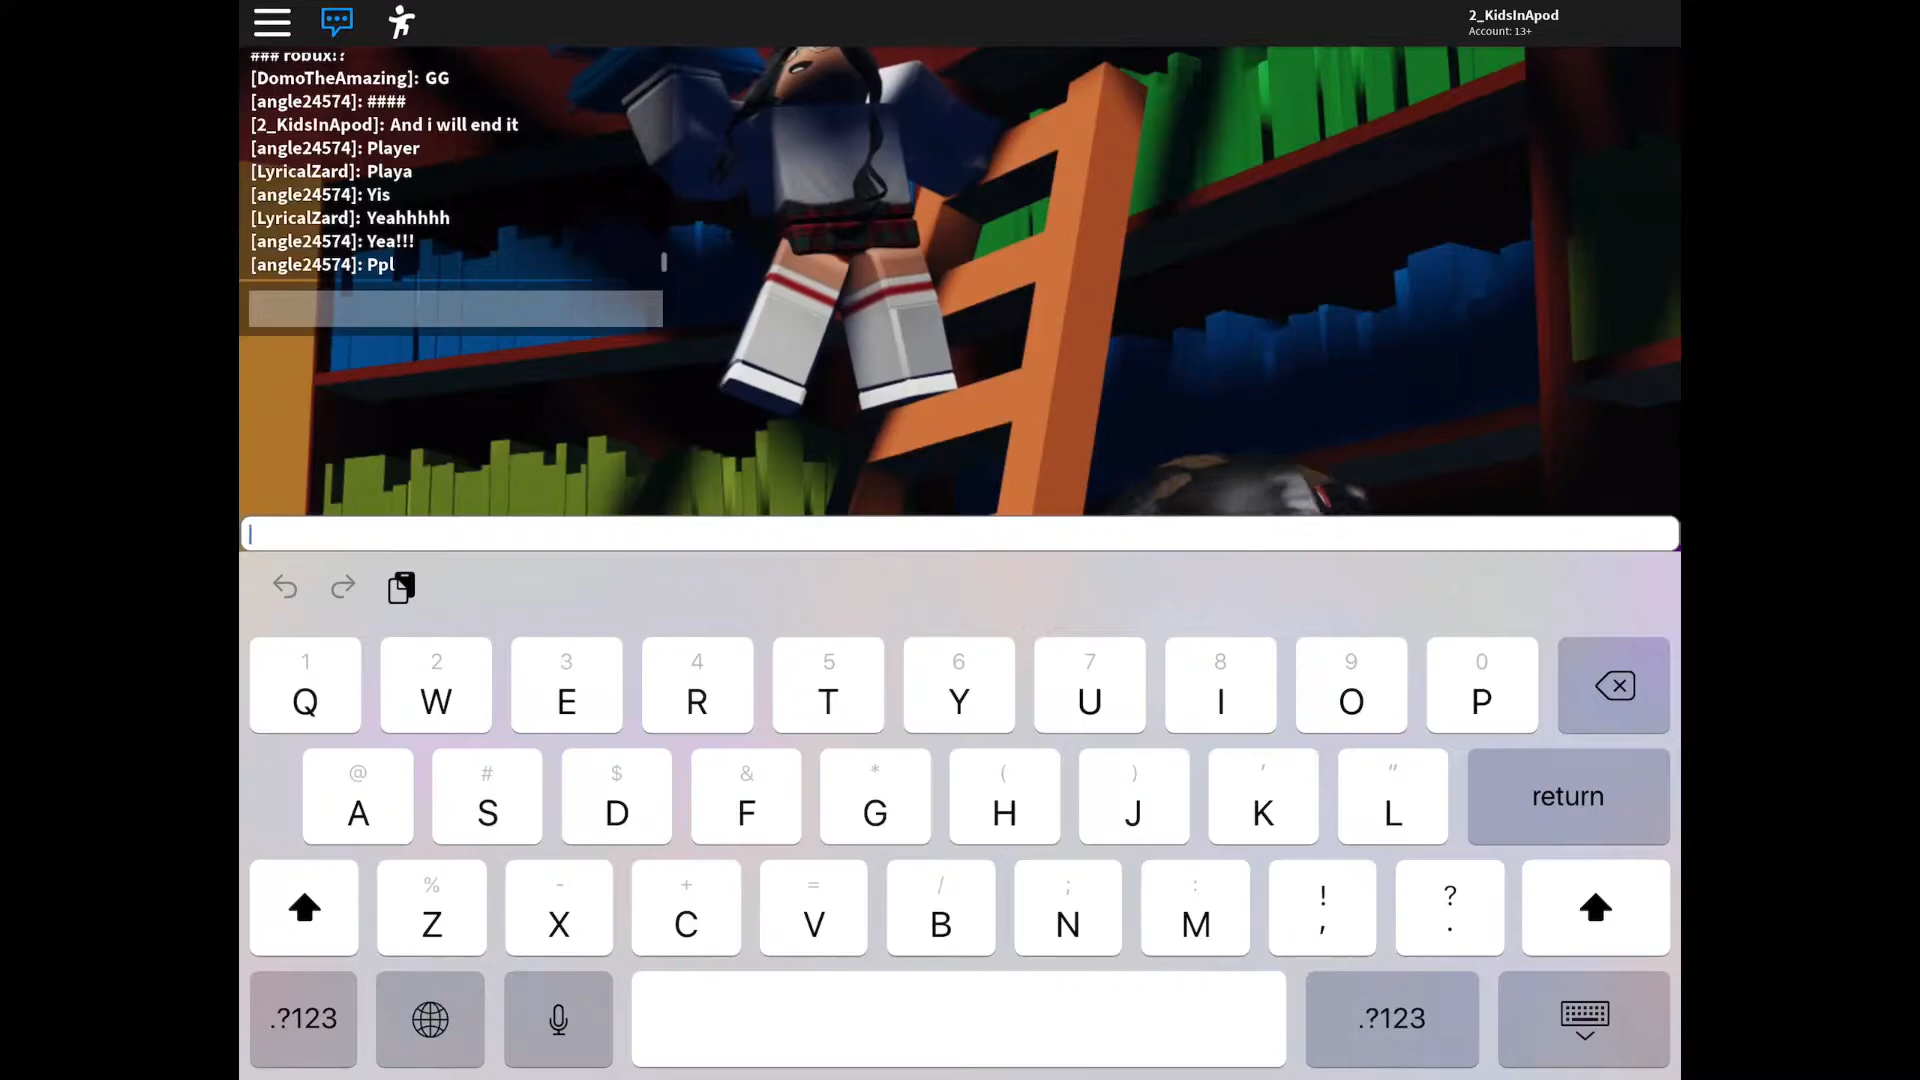 2_KidsInApod
Account: 13+
### robux!?
[DomoTheAmazing]: GG
[angle24574]: ####
[2_KidsInApod]: And i will end it
[angle24574]: Player
[LyricalZard]: Playa
[angle24574]: Yis
[LyricalZard]: Yeahhhhh
[angle24574]: Yea!!!
[angle24574]: Ppl
1 2 3 4 5 6 7 8 9 0
Q W E R T Y U I O P
@ # $ & * ( ) ' "
A S D F G H J K L return
% - + = / ; : ! ?
Z X C V B N M , .
.?123 .?123